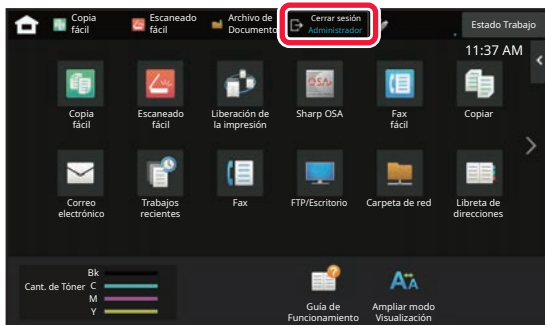 Copia
fácil
Escaneado
fácil
Archivo de
Documento
Cerrar sesión
Administrador
Estado Trabajo
11:37 AM
Copia
fácil
Escaneado
fácil
Liberación de
la impresión
Sharp OSA
Fax
fácil
Copiar
Correo
electrónico
Trabajos
recientes
Fax
FTP/Escritorio
Carpeta de red
Libreta de
direcciones
Cant. de Tóner
Bk
C
M
Y
Guía de
Funcionamiento
Ampliar modo
Visualización